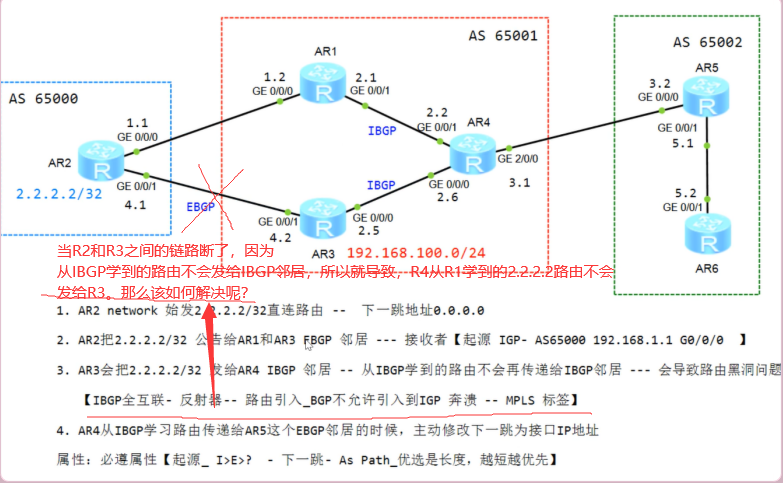 AS 65001
AS 65002
AS 65000
AR1
1.2
2.1
GE 0/0/0
GE 0/0/1
AR5
3.2
GE 0/0/0
GE 0/0/1
5.1
1.1
GE 0/0/0
IBGP
2.2
GE 0/0/1
AR4
AR2
GE 2/0/0
3.1
2.2.2.2/32
GE 0/0/1
4.1
EBGP
IBGP
GE 0/0/0
2.6
5.2
GE 0/0/1
GE 0/0/1
4.2
GE 0/0/0
2.5
AR3
192.168.100.0/24
AR6
当R2和R3之间的链路断了，因为
从IBGP学到的路由不会发给IBGP邻居，所以就导致，R4从R1学到的2.2.2.2路由不会
发给R3。那么该如何解决呢？
1. AR2 network 始发2.2.2.2/32直连路由 -- 下一跳地址0.0.0.0
2. AR2把2.2.2.2/32 公告给AR1和AR3 EBGP 邻居 --- 接收者【起源 IGP- AS65000 192.168.1.1 G0/0/0 】
3. AR3会把2.2.2.2/32 发给AR4 IBGP 邻居 -- 从IBGP学到的路由不会再传递给IBGP邻居 --- 会导致路由黑洞问题
【IBGP全互联- 反射器-- 路由引入_BGP不允许引入到IGP 奔溃 -- MPLS 标签】
4. AR4从IBGP学习路由传递给AR5这个EBGP邻居的时候，主动修改下一跳为接口IP地址
属性: 必遵属性【起源_ I>E>? - 下一跳- As Path_优选是长度，越短越优先】